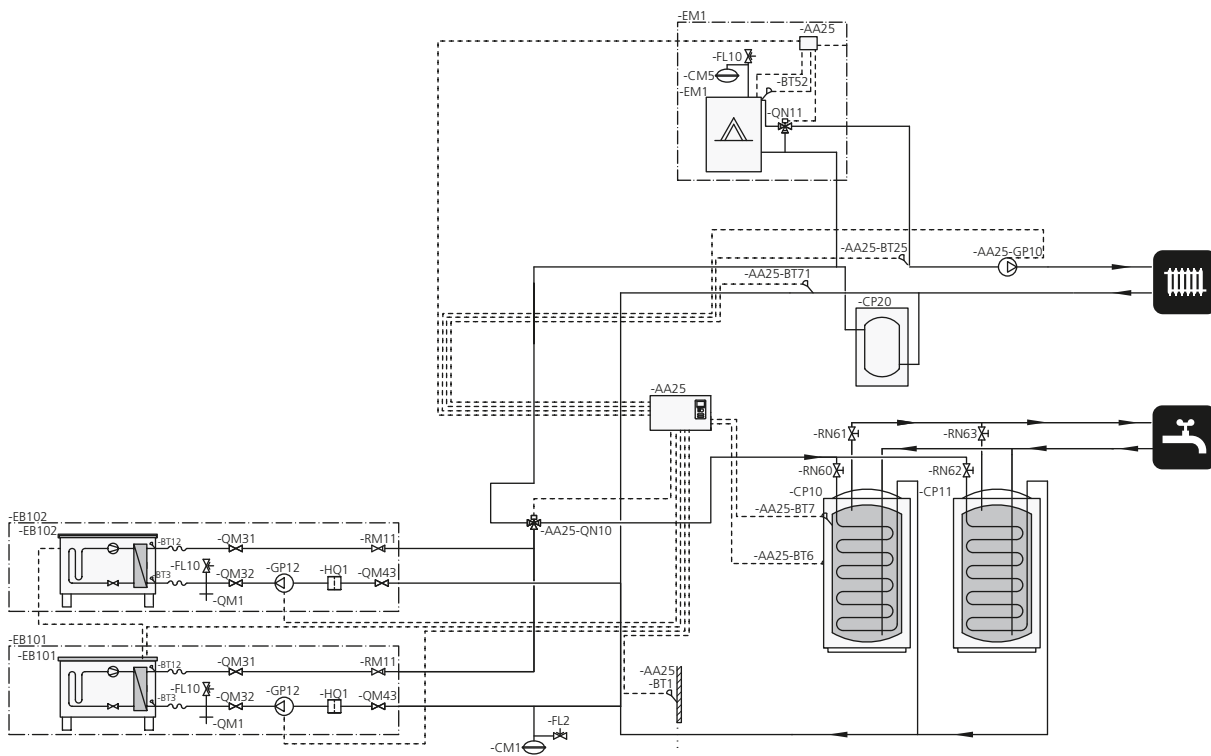 -EM1
-AA25
-FL10
-CM5
-BT52
-EM1
-QN11
-AA25-BT25
-AA25-GP10
-AA25-BT71
-CP20
-AA25
-RN61
-RN63
-RN60
-RN62
-CP10
-CP11
-AA25-BT7
-AA25-QN10
-AA25-BT6
-EB102
-EB102
-BT12
-QM31
-RM11
-FL10
-GP12
-BT3
-QM32
-HQ1
-QM43
-QM1
-EB101
-EB101
-BT12
-QM31
-RM11
-FL10
-GP12
-BT3
-QM32
-HQ1
-QM43
-QM1
-AA25
-BT1
-FL2
-CM1